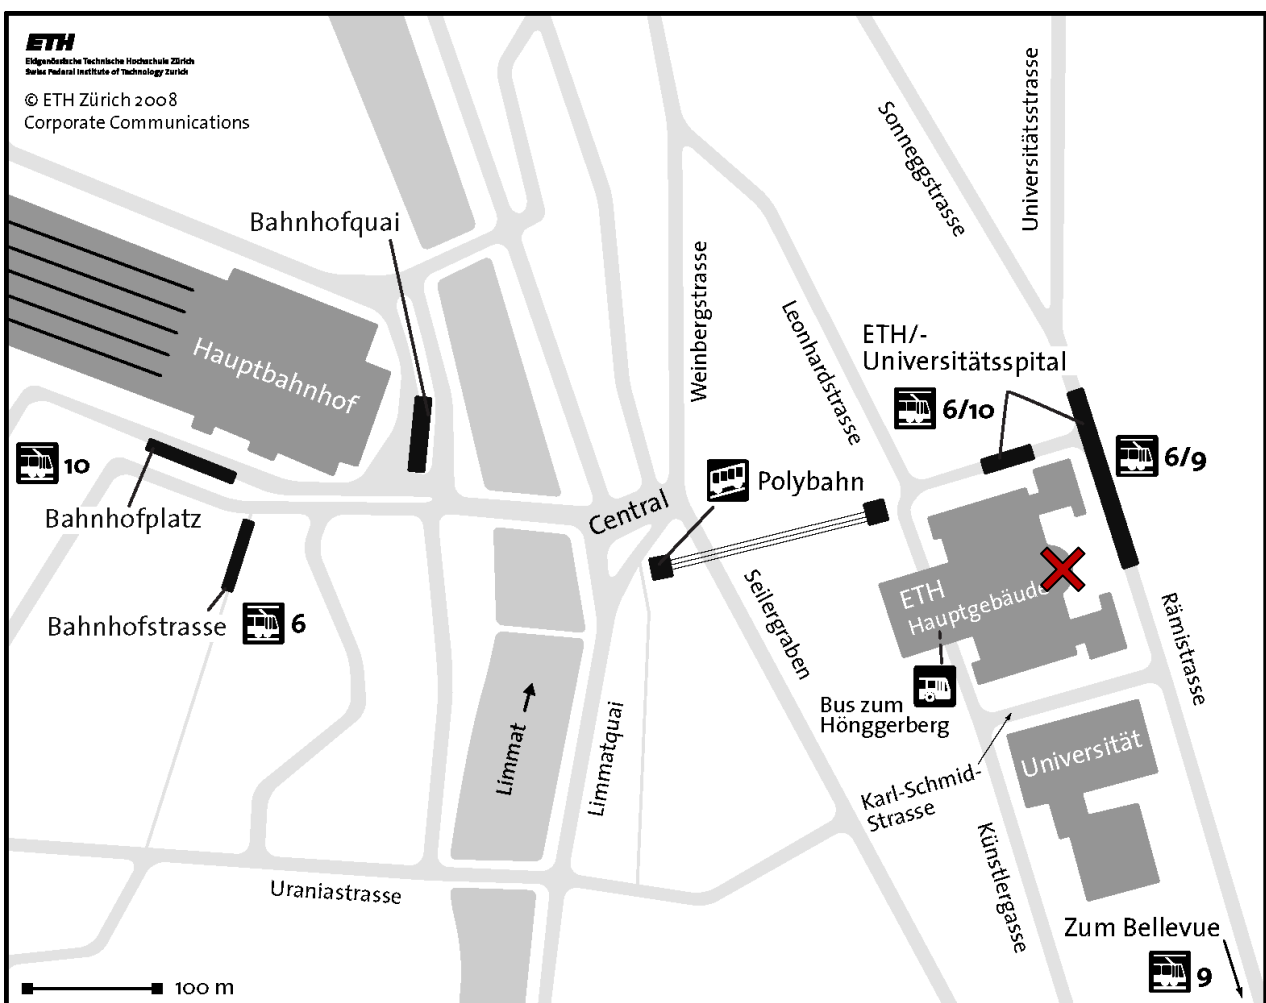 ETH
Eidgenössische Technische Hochschule Zürich
Swiss Federal Institute of Technology Zurich
© ETH Zürich 2008
Corporate Communications
Sonneggstrasse
Universitätsstrasse
Bahnhofquai
Weinbergstrasse
Leonhardstrasse
ETH/-
Universitätsspital
6/10
6/9
Hauptbahnhof
10
Bahnhofplatz
Central
Polybahn
Bahnhofstrasse
6
Seilergraben
ETH
Hauptgebäude
Rämistrasse
Bus zum
Hönggerberg
Limmat
Limmatquai
Universität
Karl-Schmid-
Strasse
Künstlergasse
Uraniastrasse
Zum Bellevue
9
100 m